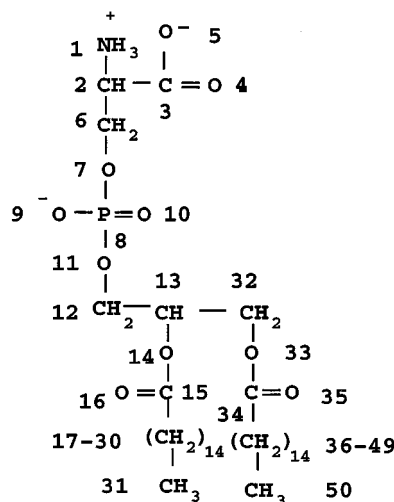 + O⁻ 5
1 NH₃
2 CH — C = O 4
3
6 CH₂
7 O
9 ⁻O — P = O 10
8
11 O
13 32
12 CH₂ — CH — CH₂
14 O O 33
16 O = C 15 C = O 35
34
17-30 (CH₂)₁₄ (CH₂)₁₄ 36-49
31 CH₃ CH₃ 50